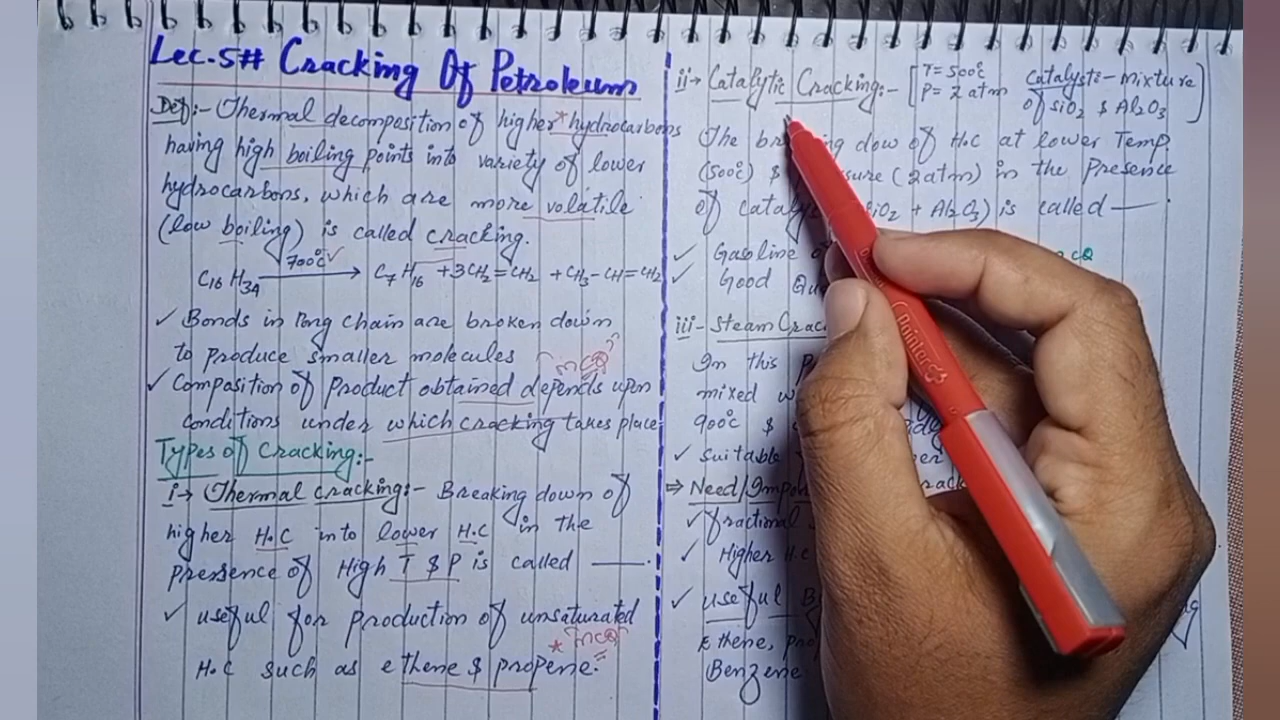 Lec.5# Cracking Of Petroleum
Def:- Thermal decomposition of higher * hydrocarbons
having high boiling points into variety of lower
hydrocarbons, which are more volatile
(low boiling) is called cracking.
C16 H34 700°C → C7 H16 + 3CH2=CH2 + CH3-CH=CH2
✓ Bonds in long chain are broken down
to produce smaller molecules
MCQ
✓ Composition of Product obtained depends upon
conditions under which cracking takes place
Types of Cracking:-
i→ Thermal cracking:- Breaking down of
higher H.C into lower H.C in the
pressence of High T & P is called ——.
✓ useful for production of unsaturated
* MCQ
H.C such as ethene & propene.
ii→ Catalytic Cracking:- [T=500°C Catalyst:- mixture
P= 2 atm of SiO2 & Al2O3]
The dow of H.C at lower Temp
(500°C) & (2atm) in the Presence
of + Al2O3) is called ——.
✓ Gasoline
✓ Good
iii- Steam
In this
mixed
900°C &
✓ Suitable
⇒ Need/
✓ fractional
✓ Higher H.C
✓ useful
Ethene,
Benzene
Pointer